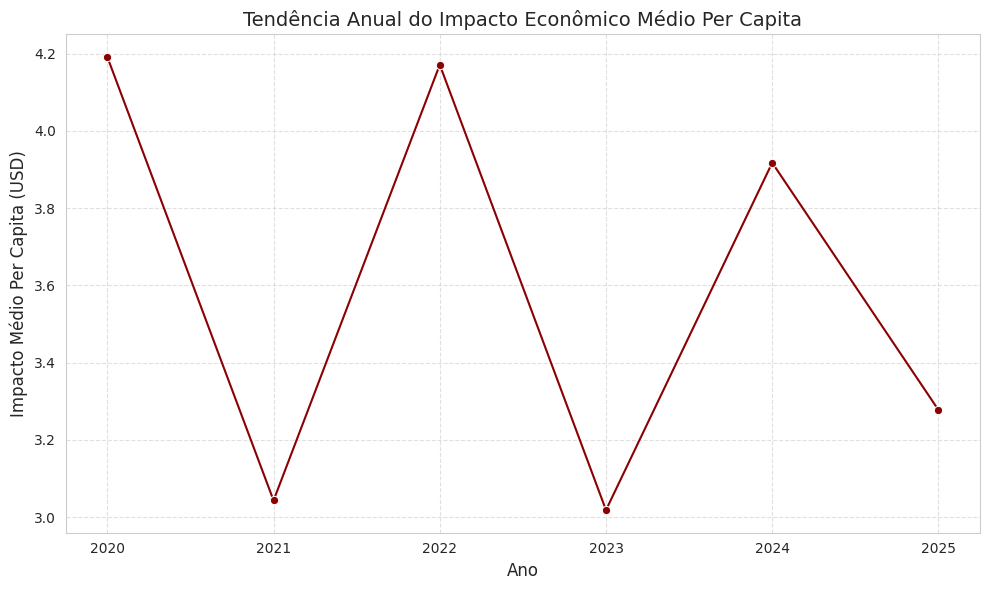 Tendência Anual do Impacto Econômico Médio Per Capita
Impacto Médio Per Capita (USD)
4.2
4.0
3.8
3.6
3.4
3.2
3.0
2020 2021 2022 2023 2024 2025
Ano